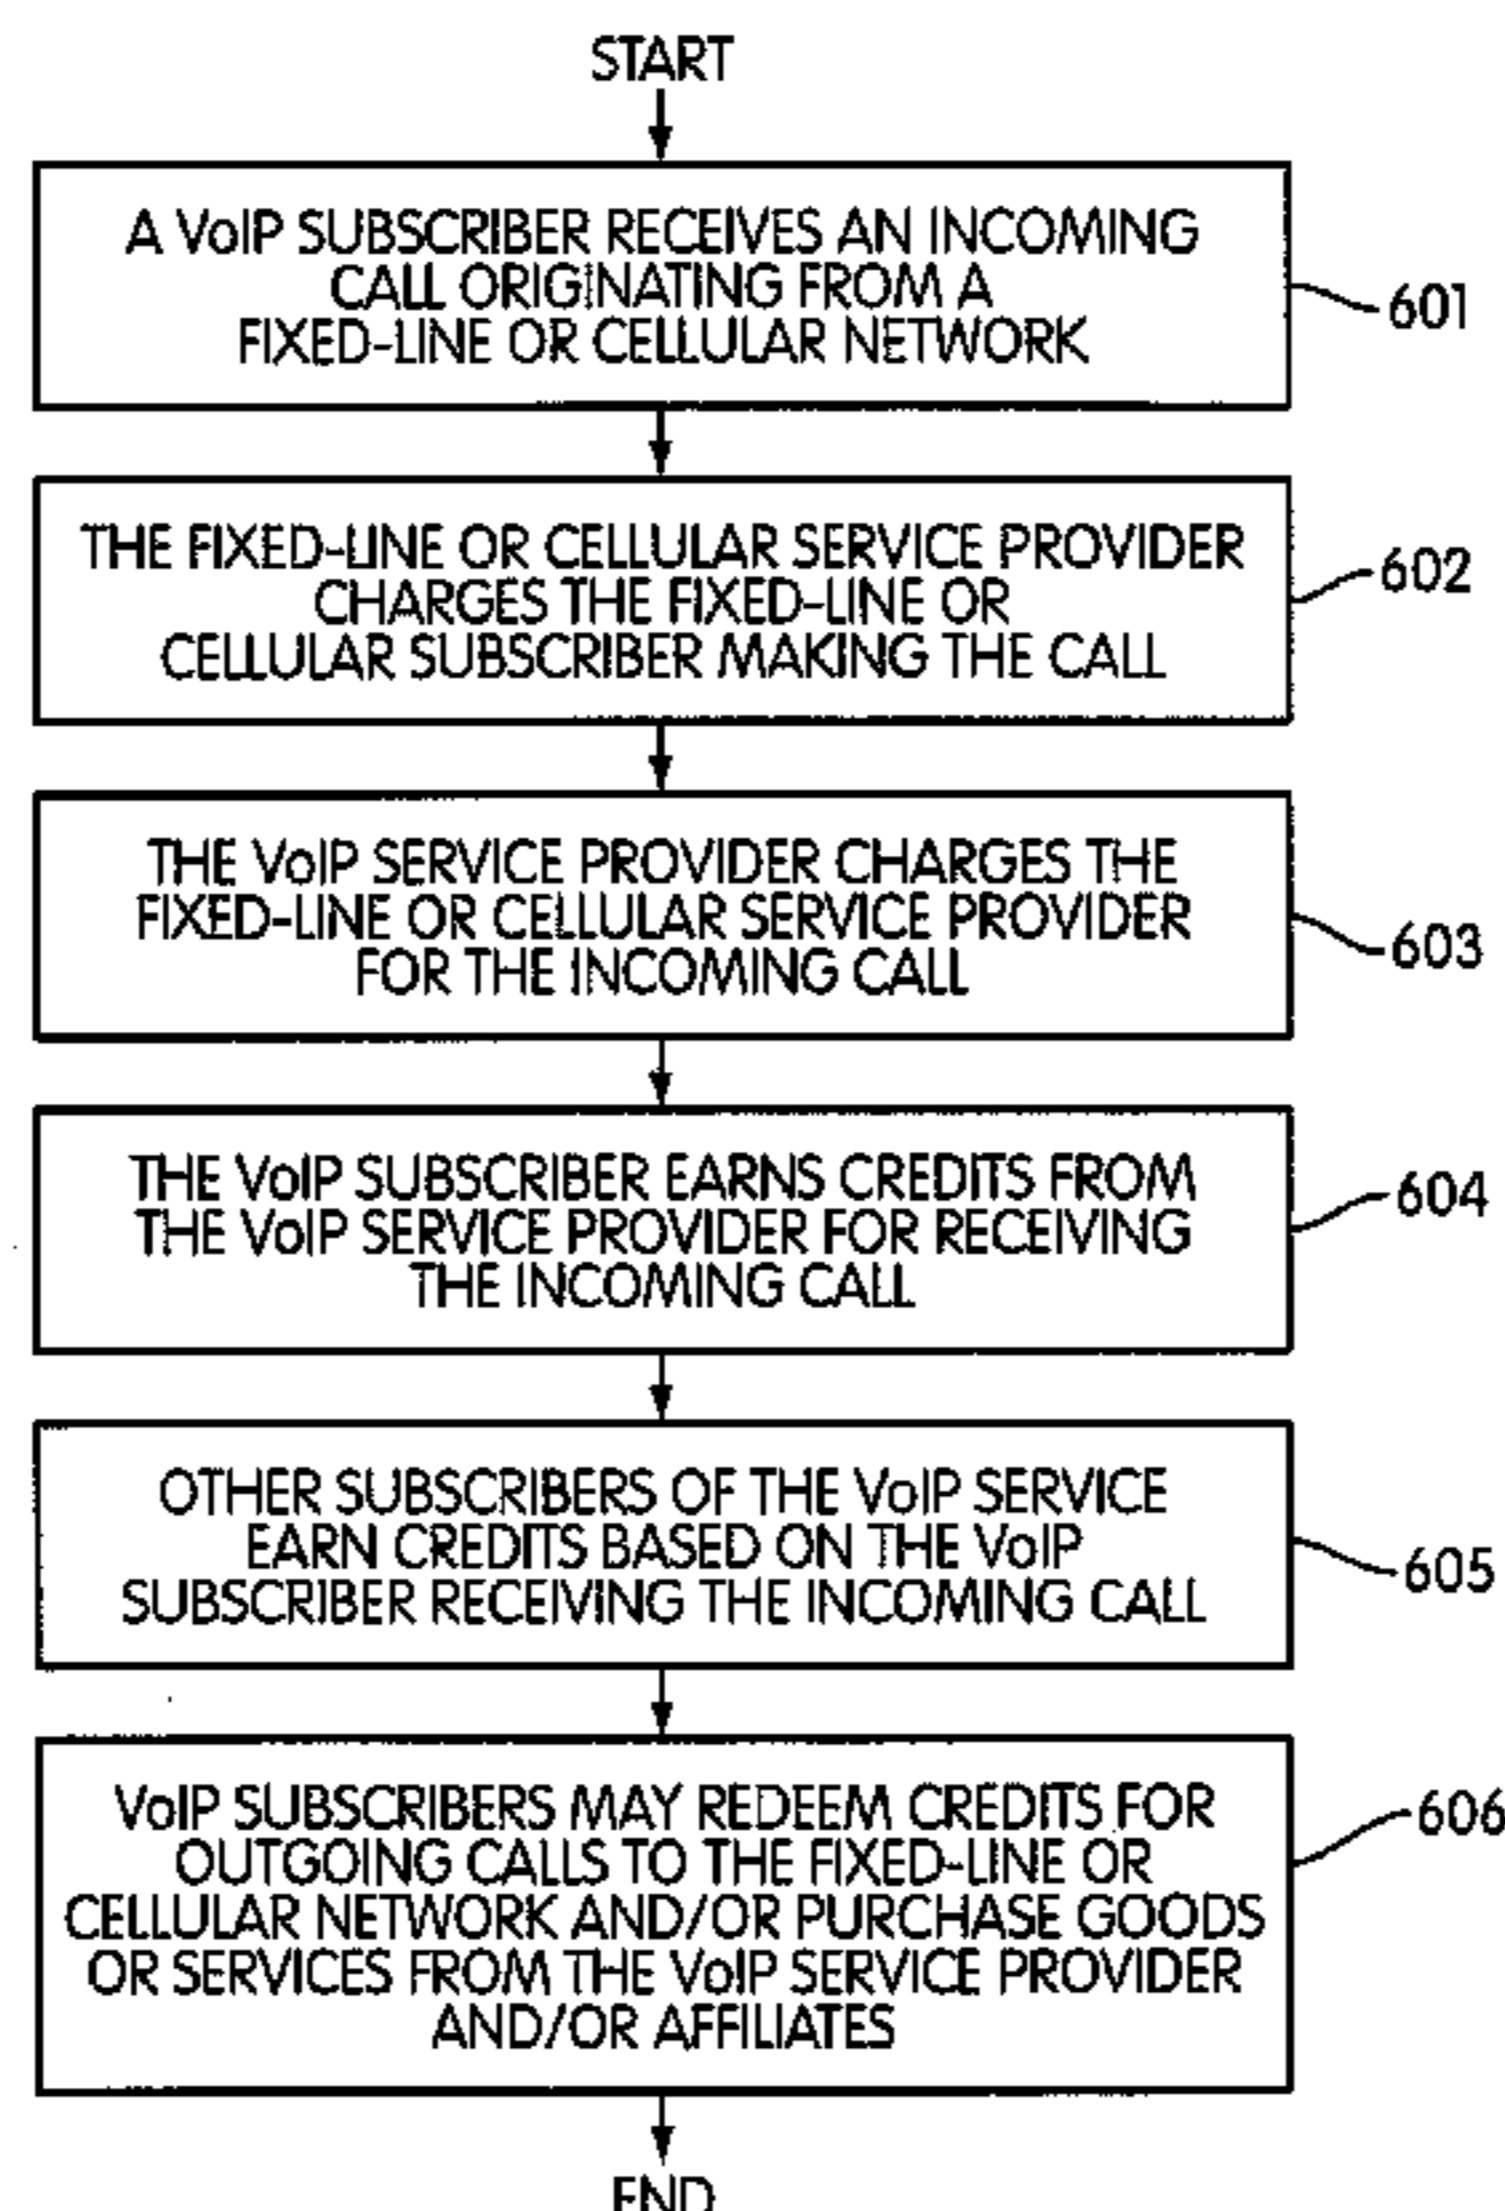 START
A VoIP SUBSCRIBER RECEIVES AN INCOMING
CALL ORIGINATING FROM A
FIXED-LINE OR CELLULAR NETWORK
601
THE FIXED-LINE OR CELLULAR SERVICE PROVIDER
CHARGES THE FIXED-LINE OR
CELLULAR SUBSCRIBER MAKING THE CALL
602
THE VoIP SERVICE PROVIDER CHARGES THE
FIXED-LINE OR CELLULAR SERVICE PROVIDER
FOR THE INCOMING CALL
603
THE VoIP SUBSCRIBER EARNS CREDITS FROM
THE VoIP SERVICE PROVIDER FOR RECEIVING
THE INCOMING CALL
604
OTHER SUBSCRIBERS OF THE VoIP SERVICE
EARN CREDITS BASED ON THE VoIP
SUBSCRIBER RECEIVING THE INCOMING CALL
605
VoIP SUBSCRIBERS MAY REDEEM CREDITS FOR
OUTGOING CALLS TO THE FIXED-LINE OR
CELLULAR NETWORK AND/OR PURCHASE GOODS
OR SERVICES FROM THE VoIP SERVICE PROVIDER
AND/OR AFFILIATES
606
END